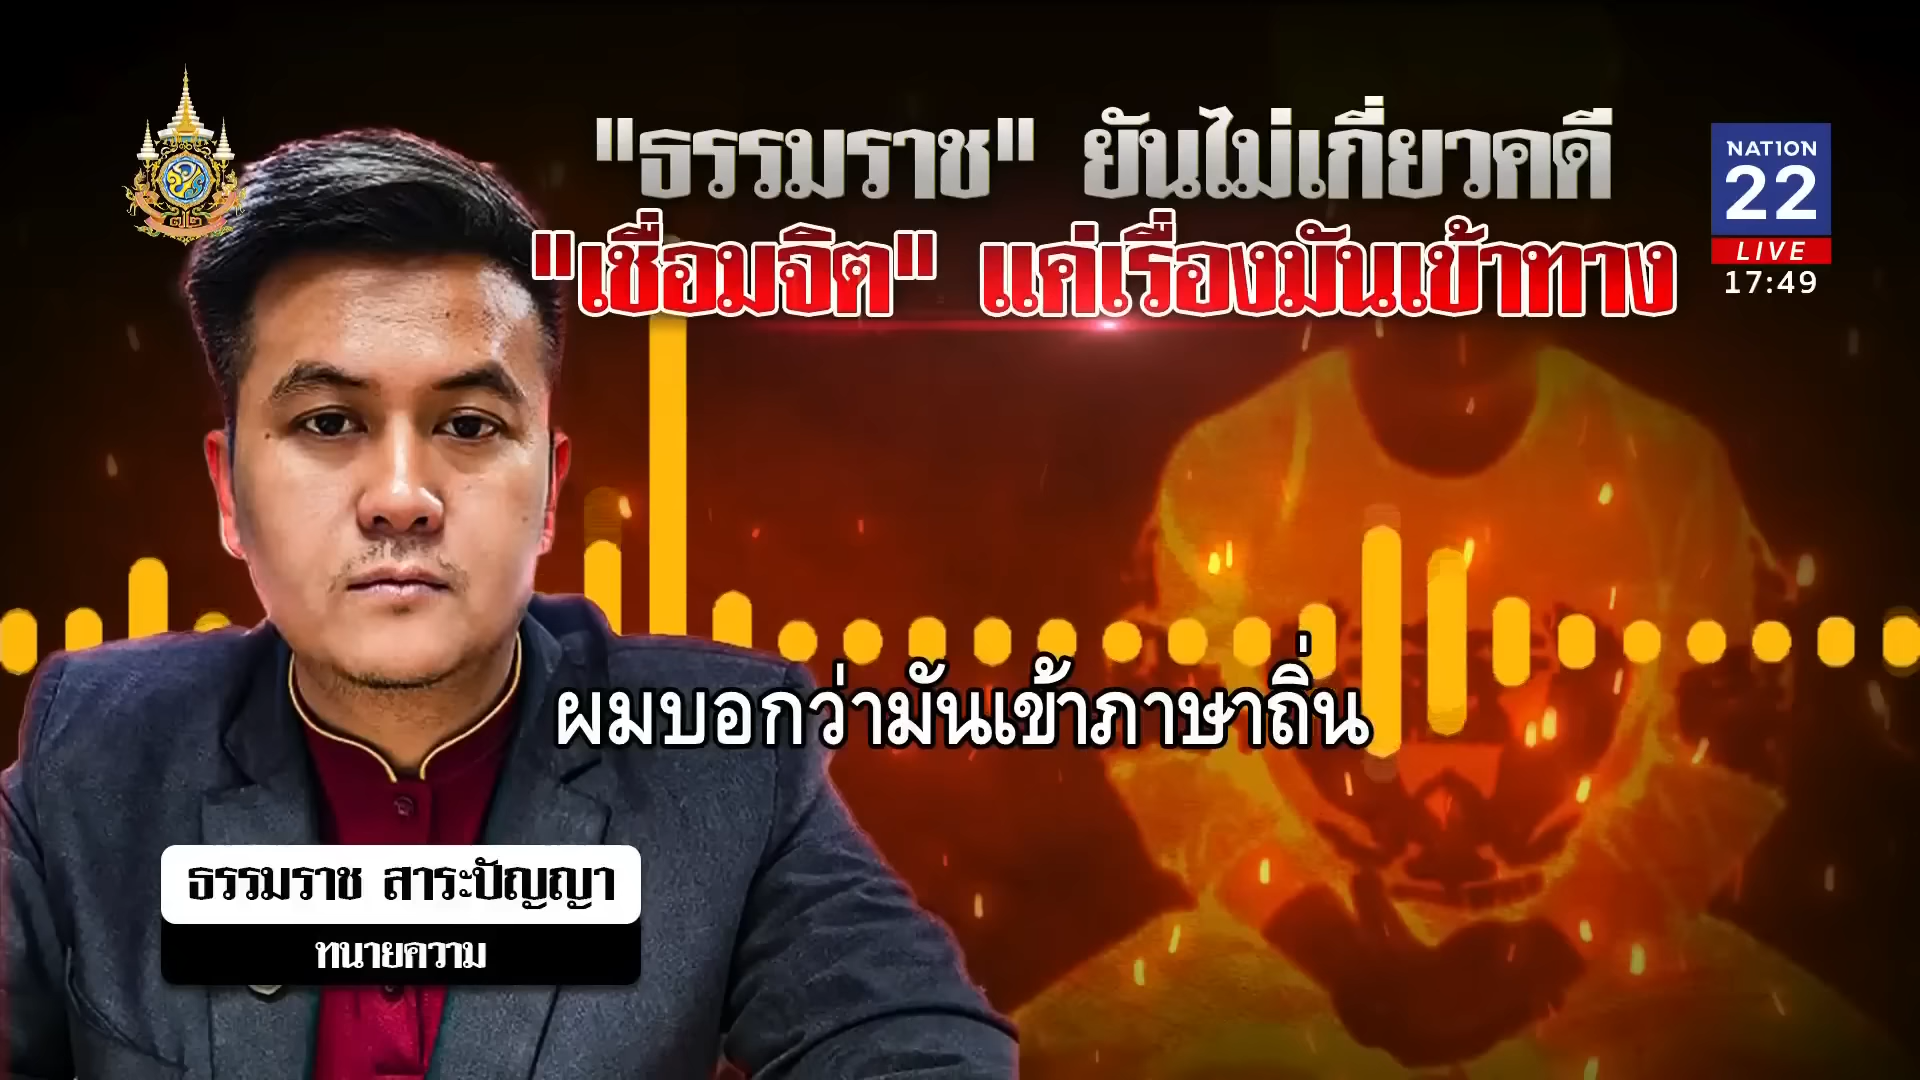 "ธรรมราช" ยันไม่เกี่ยวคดี
"เชื่อมจิต" แค่เรื่องมันเข้าทาง
NATION
22
LIVE
17:49
ผมบอกว่ามันเข้าภาษาถิ่น
ธรรมราช สาระปัญญา
ทนายความ